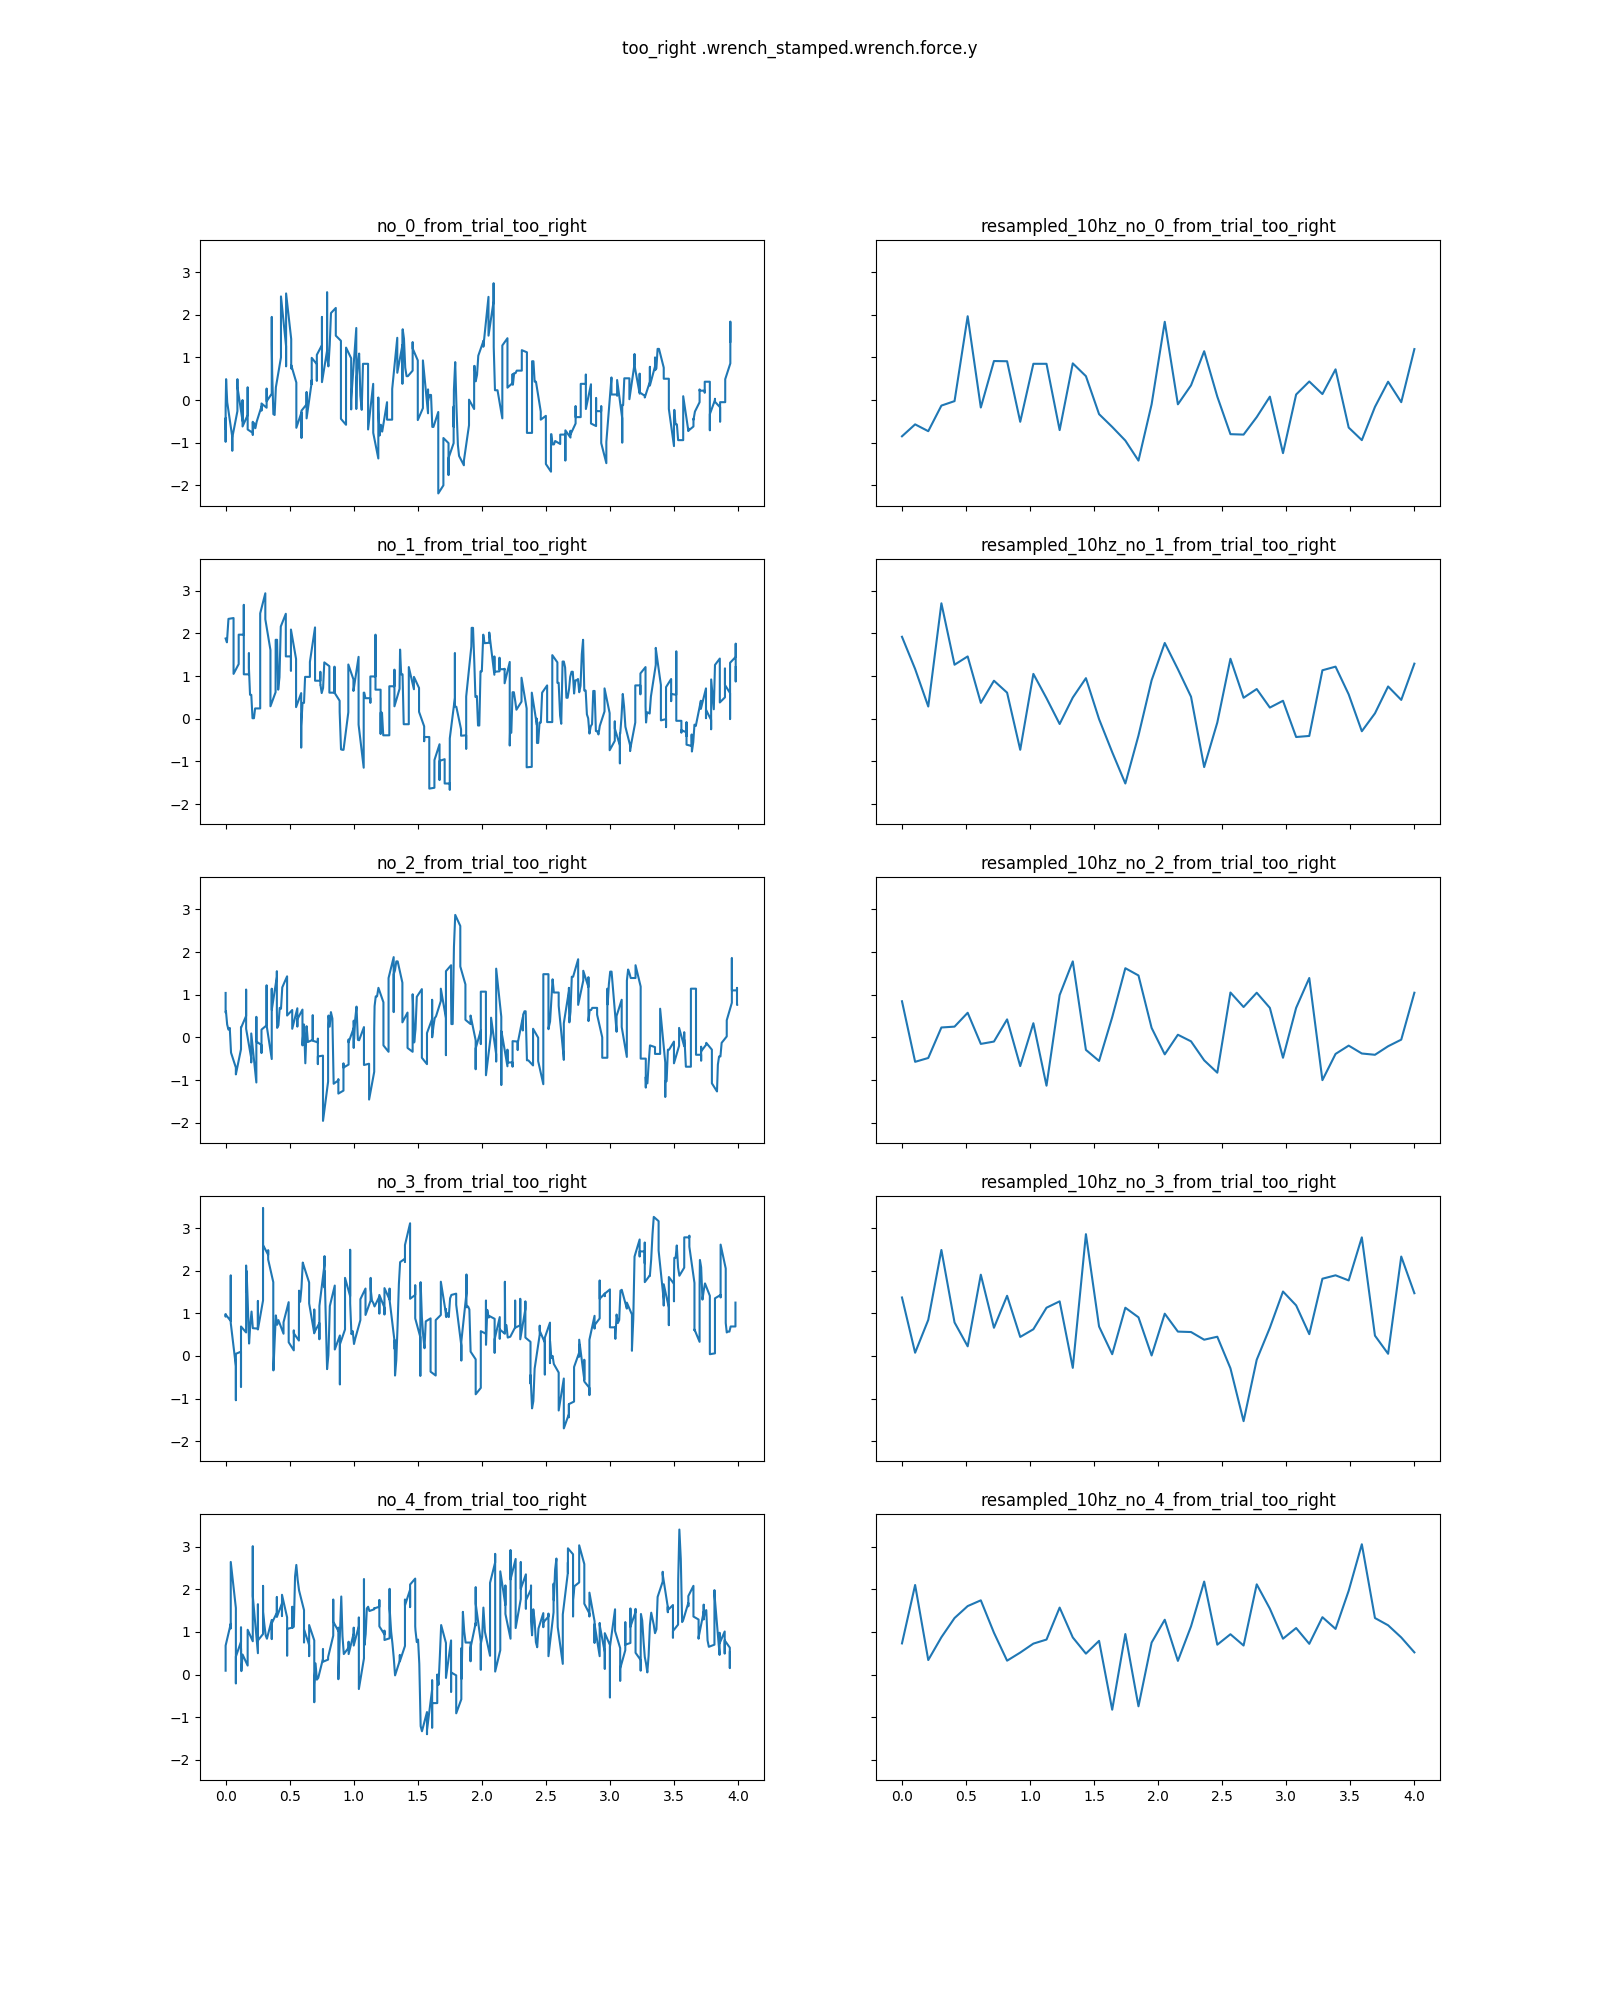 too_right .wrench_stamped.wrench.force.y
no_0_from_trial_too_right
resampled_10hz_no_0_from_trial_too_right
3
2
1
0
−1
−2
no_1_from_trial_too_right
resampled_10hz_no_1_from_trial_too_right
3
2
1
0
−1
−2
no_2_from_trial_too_right
resampled_10hz_no_2_from_trial_too_right
3
2
1
0
−1
−2
no_3_from_trial_too_right
resampled_10hz_no_3_from_trial_too_right
3
2
1
0
−1
−2
no_4_from_trial_too_right
resampled_10hz_no_4_from_trial_too_right
3
2
1
0
−1
−2
0.0 0.5 1.0 1.5 2.0 2.5 3.0 3.5 4.0
0.0 0.5 1.0 1.5 2.0 2.5 3.0 3.5 4.0